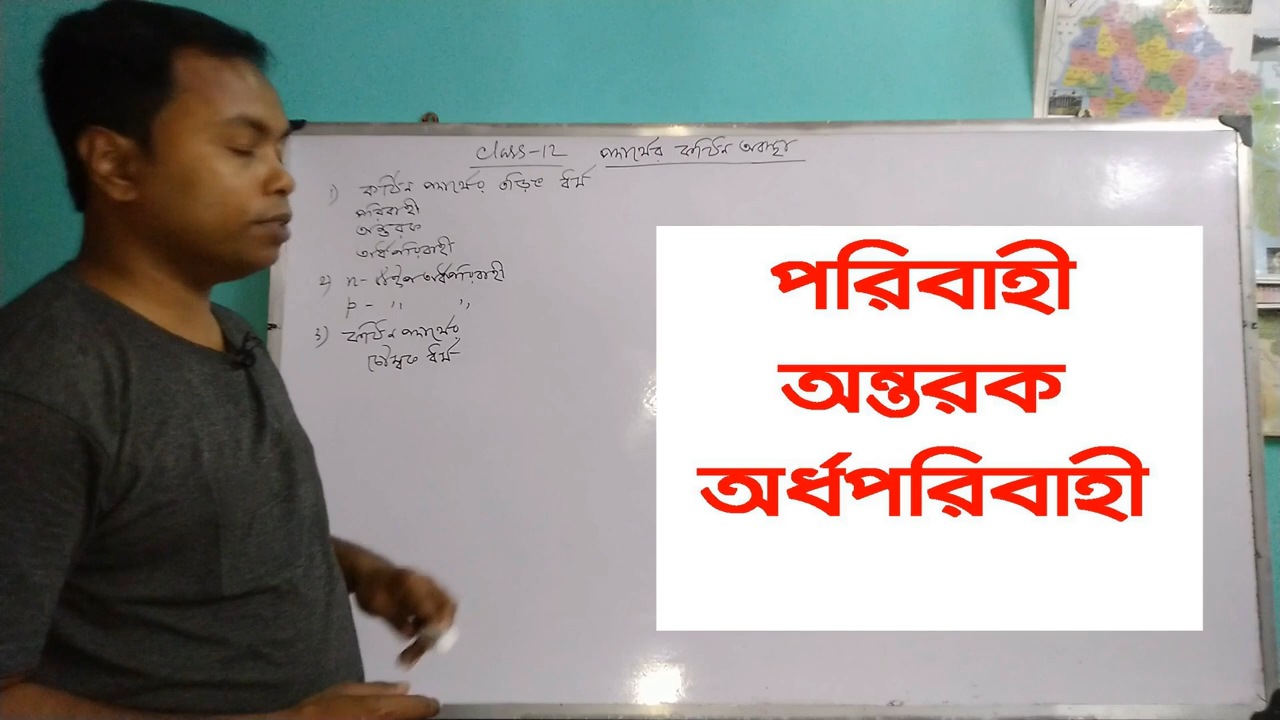 Class-12 পদার্থের কঠিন অবস্থা
1) কঠিন পদার্থের তড়িৎ ধর্ম
পরিবাহী
অন্তরক
অর্ধপরিবাহী
2) n-টাইপ অর্ধপরিবাহী
p- ,, ,,
3) কঠিন পদার্থের
চৌম্বক ধর্ম
পরিবাহী
অন্তরক
অর্ধপরিবাহী